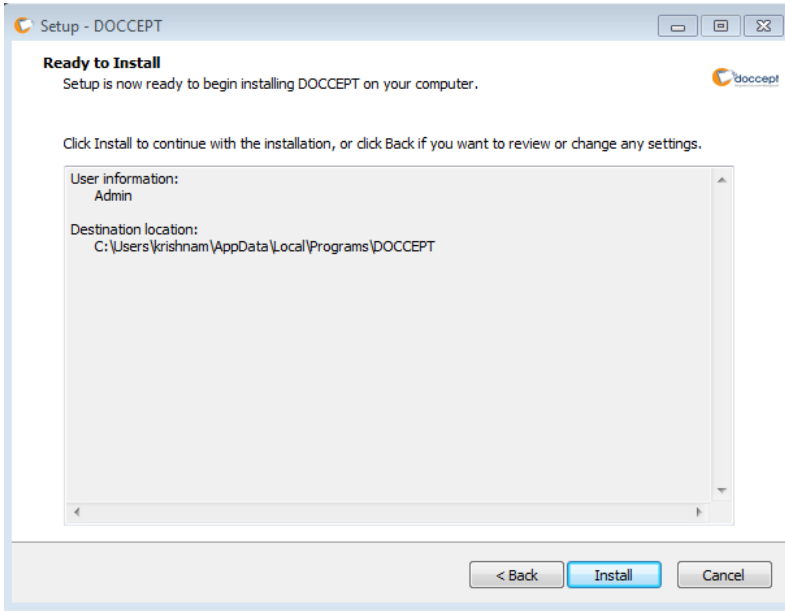 Setup - DOCCEPT
Ready to Install
Setup is now ready to begin installing DOCCEPT on your computer.
doccept
Click Install to continue with the installation, or click Back if you want to review or change any settings.
User information:
Admin
Destination location:
C:\Users\krishnam\AppData\Local\Programs\DOCCEPT
< Back
Install
Cancel